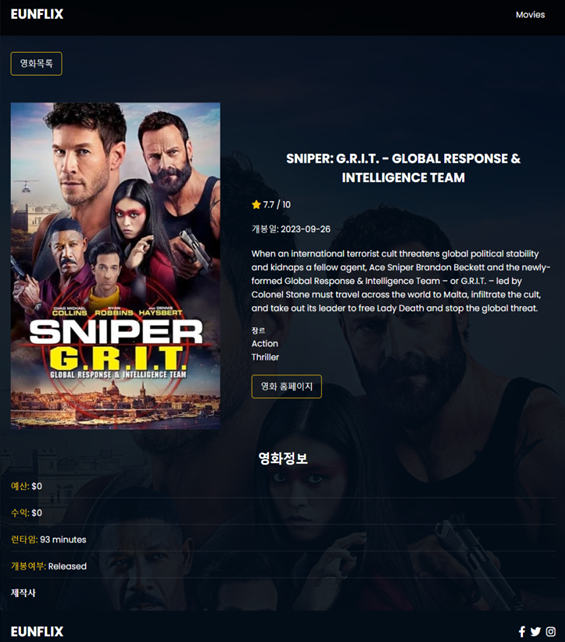 EUNFLIX
Movies
영화목록
CHAD MICHAEL COLLINS RYAN ROBBINS AND DENNIS HAYSBERT
SNIPER
G.R.I.T.
GLOBAL RESPONSE & INTELLIGENCE TEAM
SNIPER: G.R.I.T. - GLOBAL RESPONSE &
INTELLIGENCE TEAM
7.7 / 10
개봉일: 2023-09-26
When an international terrorist cult threatens global political stability
and kidnaps a fellow agent, Ace Sniper Brandon Beckett and the newly-
formed Global Response & Intelligence Team – or G.R.I.T. – led by
Colonel Stone must travel across the world to Malta, infiltrate the cult,
and take out its leader to free Lady Death and stop the global threat.
장르
Action
Thriller
영화 홈페이지
영화정보
예산: $0
수익: $0
런타임: 93 minutes
개봉여부: Released
제작사
EUNFLIX